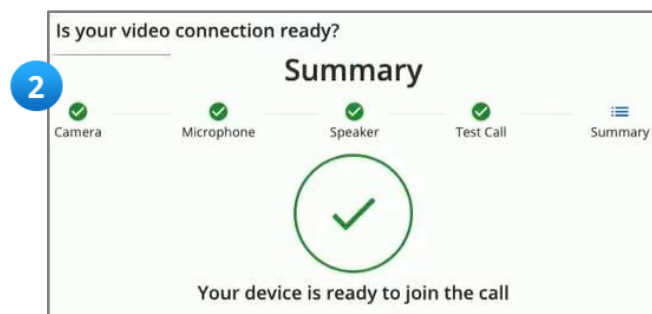 Is your video connection ready?
Summary
2
Camera Microphone Speaker Test Call Summary
Your device is ready to join the call